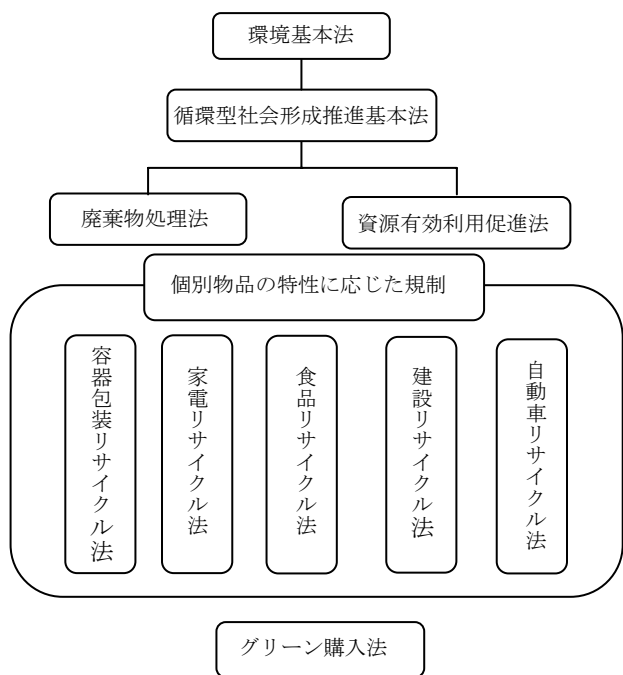 環境基本法
循環型社会形成推進基本法
廃棄物処理法
資源有効利用促進法
個別物品の特性に応じた規制
容器包装リサイクル法
家電リサイクル法
食品リサイクル法
建設リサイクル法
自動車リサイクル法
グリーン購入法